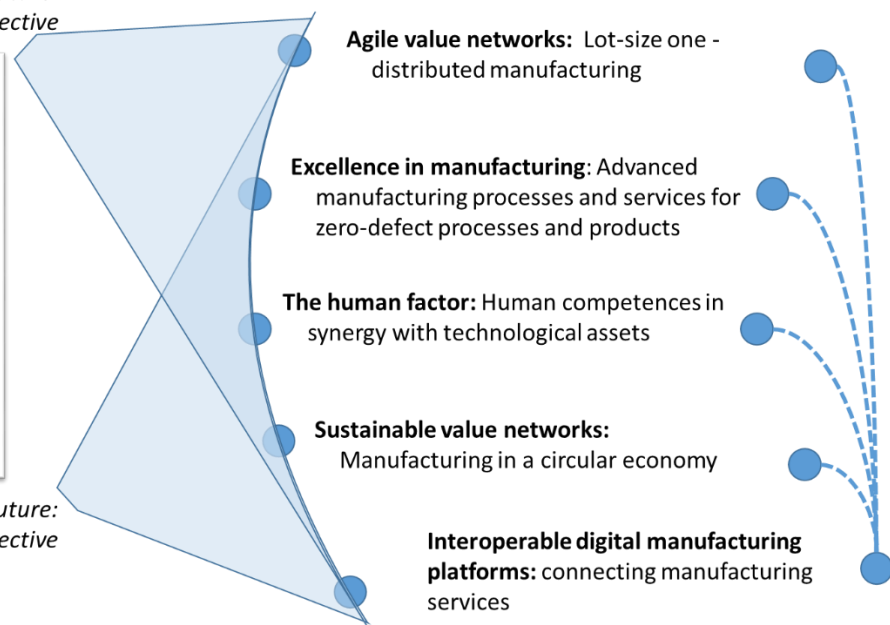 ective
Agile value networks: Lot-size one -
distributed manufacturing
Excellence in manufacturing: Advanced
manufacturing processes and services for
zero-defect processes and products
The human factor: Human competences in
synergy with technological assets
Sustainable value networks:
Manufacturing in a circular economy
uture:
ective
Interoperable digital manufacturing
platforms: connecting manufacturing
services